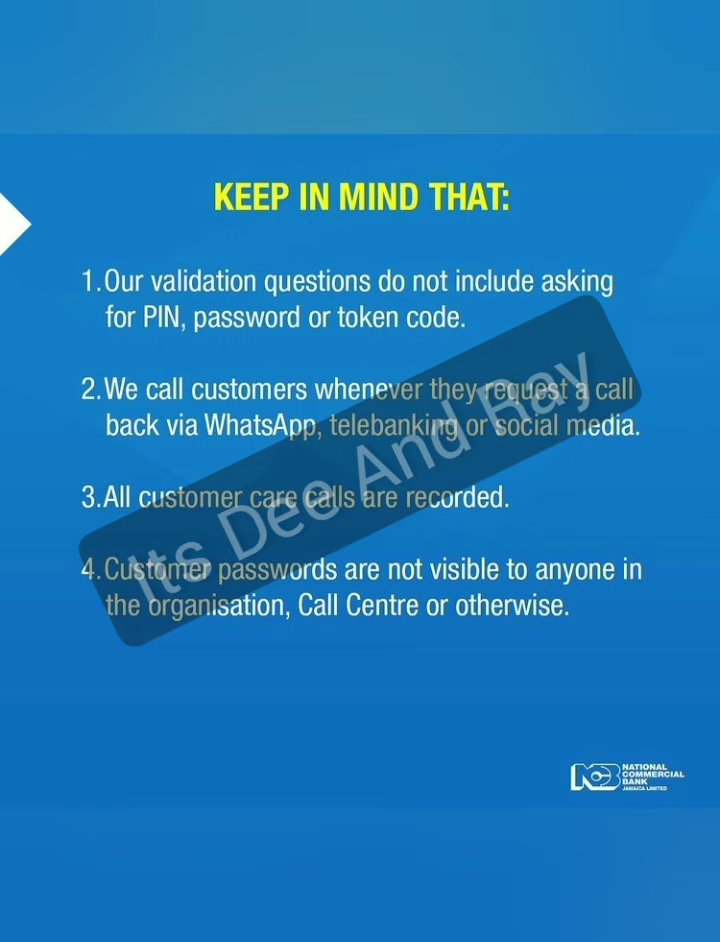 KEEP IN MIND THAT:
1.Our validation questions do not include asking
for PIN, password or token code.
2.We call customers whenever they request a call
back via WhatsApp, telebanking or social media.
3.All customer care calls are recorded.
4.Customer passwords are not visible to anyone in
the organisation, Call Centre or otherwise.
Its Dee And Ray
NCB
NATIONAL
COMMERCIAL
BANK
JAMAICA LIMITED